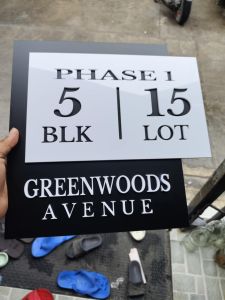 PHASE 1
5 | 15
BLK LOT
GREENWOODS
AVENUE